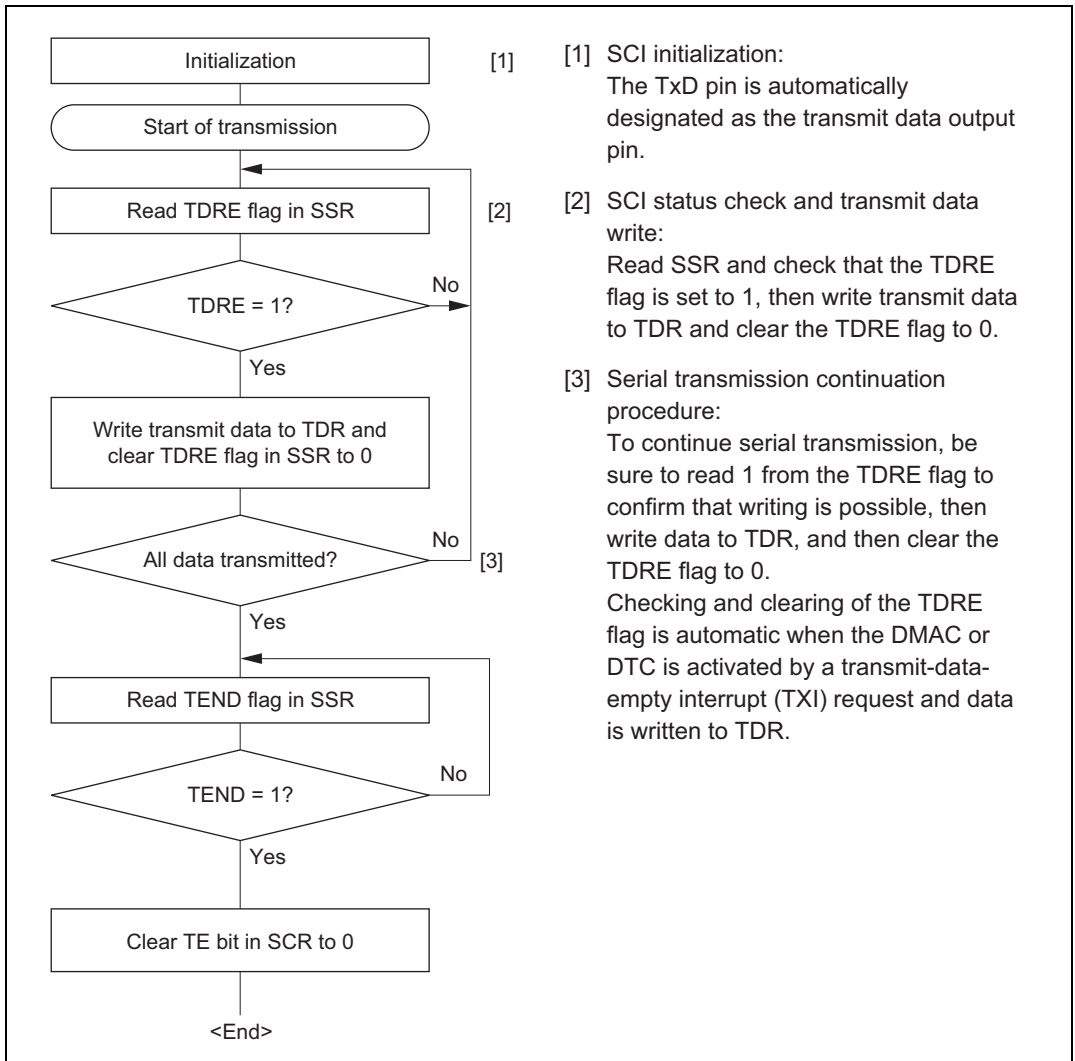 Initialization
[1]
Start of transmission
Read TDRE flag in SSR
[2]
TDRE = 1?
No
Yes
Write transmit data to TDR and
clear TDRE flag in SSR to 0
All data transmitted?
No
[3]
Yes
Read TEND flag in SSR
TEND = 1?
No
Yes
Clear TE bit in SCR to 0
<End>
[1] SCI initialization:
The TxD pin is automatically
designated as the transmit data output
pin.
[2] SCI status check and transmit data
write:
Read SSR and check that the TDRE
flag is set to 1, then write transmit data
to TDR and clear the TDRE flag to 0.
[3] Serial transmission continuation
procedure:
To continue serial transmission, be
sure to read 1 from the TDRE flag to
confirm that writing is possible, then
write data to TDR, and then clear the
TDRE flag to 0.
Checking and clearing of the TDRE
flag is automatic when the DMAC or
DTC is activated by a transmit-data-
empty interrupt (TXI) request and data
is written to TDR.